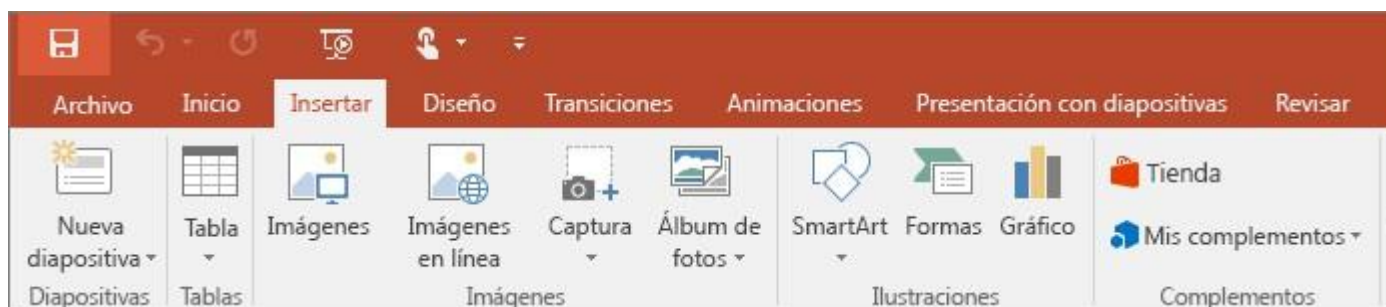 Archivo Inicio Insertar Diseño Transiciones Animaciones Presentación con diapositivas Revisar
Nueva diapositiva
Tabla
Imágenes
Imágenes en línea
Captura
Álbum de fotos
SmartArt
Formas
Gráfico
Tienda
Mis complementos
Diapositivas Tablas Imágenes Ilustraciones Complementos